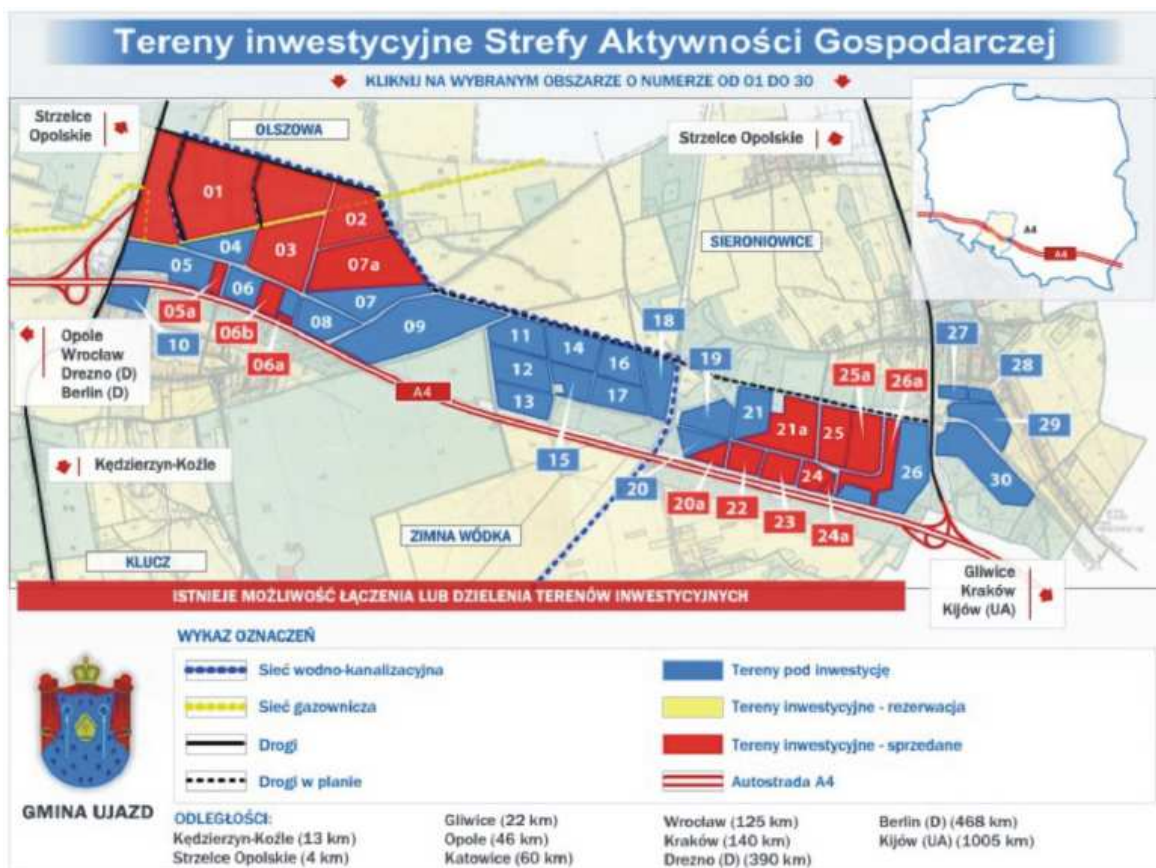 Tereny inwestycyjne Strefy Aktywności Gospodarczej
KLIKNIJ NA WYBRANYM OBSZARZE O NUMERZE OD 01 DO 30
Strzelce
Opolskie
OLSZOWA
Strzelce Opolskie
SIERONIOWICE
A4
A4
01
02
03
04
05
06
07a
07
08
09
05a
06b
06a
10
Opole
Wrocław
Drezno (D)
Berlin (D)
A4
11
12
13
14
15
16
17
18
19
20
21
21a
25
25a
26a
24
26
20a
22
23
24a
27
28
29
30
Kędzierzyn-Koźle
ZIMNA WÓDKA
KLUCZ
Gliwice
Kraków
Kijów (UA)
ISTNIEJE MOŻLIWOŚĆ ŁĄCZENIA LUB DZIELENIA TERENÓW INWESTYCYJNYCH
WYKAZ OZNACZEŃ
Sieć wodno-kanalizacyjna
Sieć gazownicza
Drogi
Drogi w planie
Tereny pod inwestycję
Tereny inwestycyjne - rezerwacja
Tereny inwestycyjne - sprzedane
Autostrada A4
GMINA UJAZD
ODLEGŁOŚCI:
Kędzierzyn-Koźle (13 km)
Strzelce Opolskie (4 km)
Gliwice (22 km)
Opole (46 km)
Katowice (60 km)
Wrocław (125 km)
Kraków (140 km)
Drezno (D) (390 km)
Berlin (D) (468 km)
Kijów (UA) (1005 km)